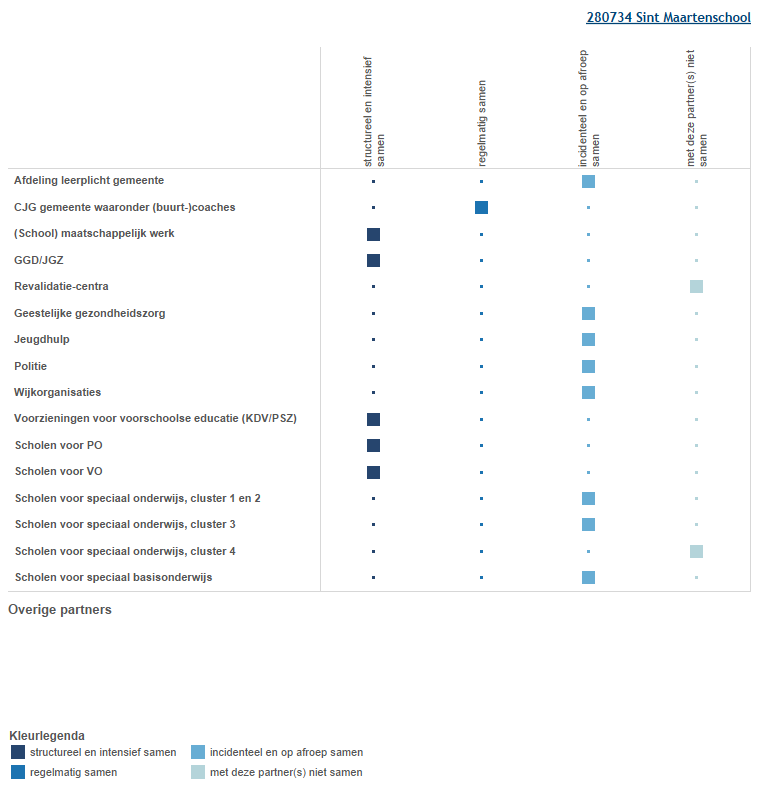 280734 Sint Maartenschool
structureel en intensief
samen
regelmatig samen
incidenteel en op afroep
samen
met deze partner(s) niet
samen
Afdeling leerplicht gemeente
CJG gemeente waaronder (buurt-)coaches
(School) maatschappelijk werk
GGD/JGZ
Revalidatie-centra
Geestelijke gezondheidszorg
Jeugdhulp
Politie
Wijkorganisaties
Voorzieningen voor voorschoolse educatie (KDV/PSZ)
Scholen voor PO
Scholen voor VO
Scholen voor speciaal onderwijs, cluster 1 en 2
Scholen voor speciaal onderwijs, cluster 3
Scholen voor speciaal onderwijs, cluster 4
Scholen voor speciaal basisonderwijs
Overige partners
Kleurlegenda
structureel en intensief samen
incidenteel en op afroep samen
regelmatig samen
met deze partner(s) niet samen